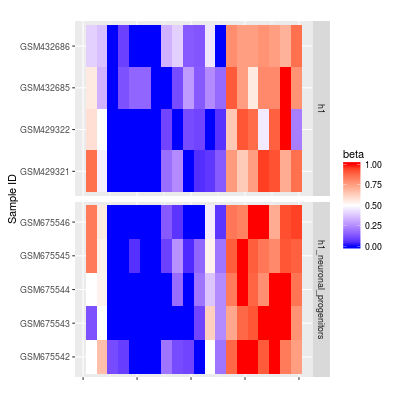 GSM432686
GSM432685
GSM429322
GSM429321
GSM675546
GSM675545
GSM675544
GSM675543
GSM675542
Sample ID
h1
h1_neuronal_progenitors
beta
1.00
0.75
0.50
0.25
0.00